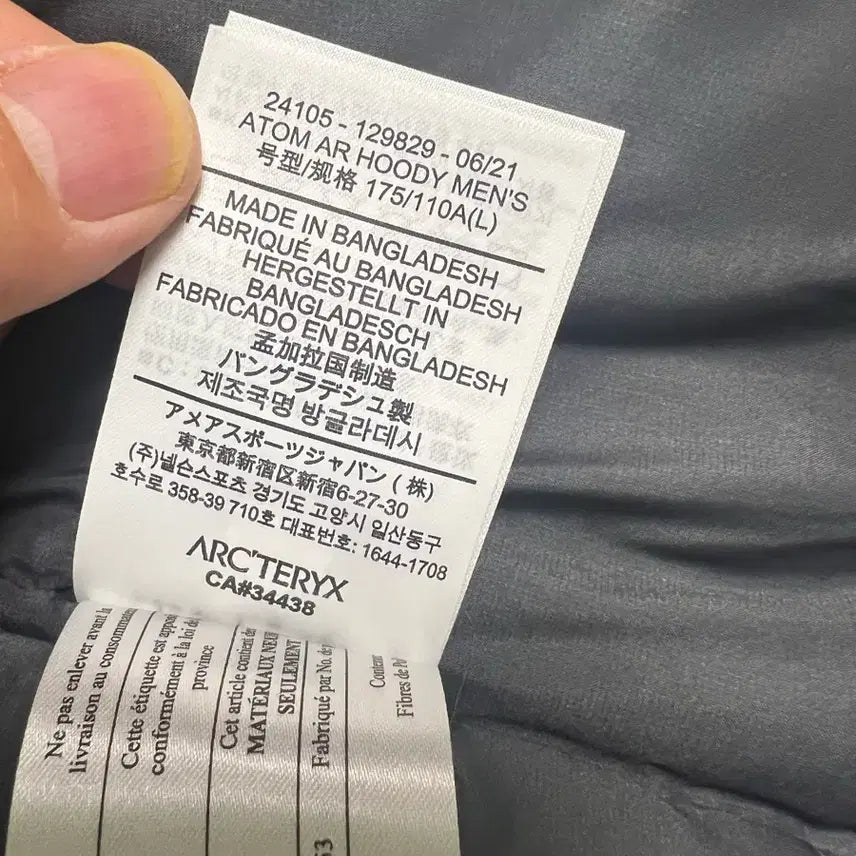 24105 - 129829 - 06/21
ATOM AR HOODY MEN'S
号型/规格 175/110A(L)
MADE IN BANGLADESH
FABRIQUÉ AU BANGLADESH
HERGESTELLT IN
BANGLADESCH
FABRICADO EN BANGLADESH
孟加拉国制造
バングラデシュ製
제조국명 방글라데시
アメアスポーツジャパン (株)
東京都新宿区新宿6-27-30
(주)넬슨스포츠 경기도 고양시 일산동구
호수로 358-39 710호 대표번호: 1644-1708
ARC'TERYX
CA#34438
Ne pas enlever avant la
livraison au consommateur
Cette étiquette est
conformément à la loi de
province
Cet article contient
MATÉRIAUX
SEULEMENT
Fabriqué par No. de
Fibres de